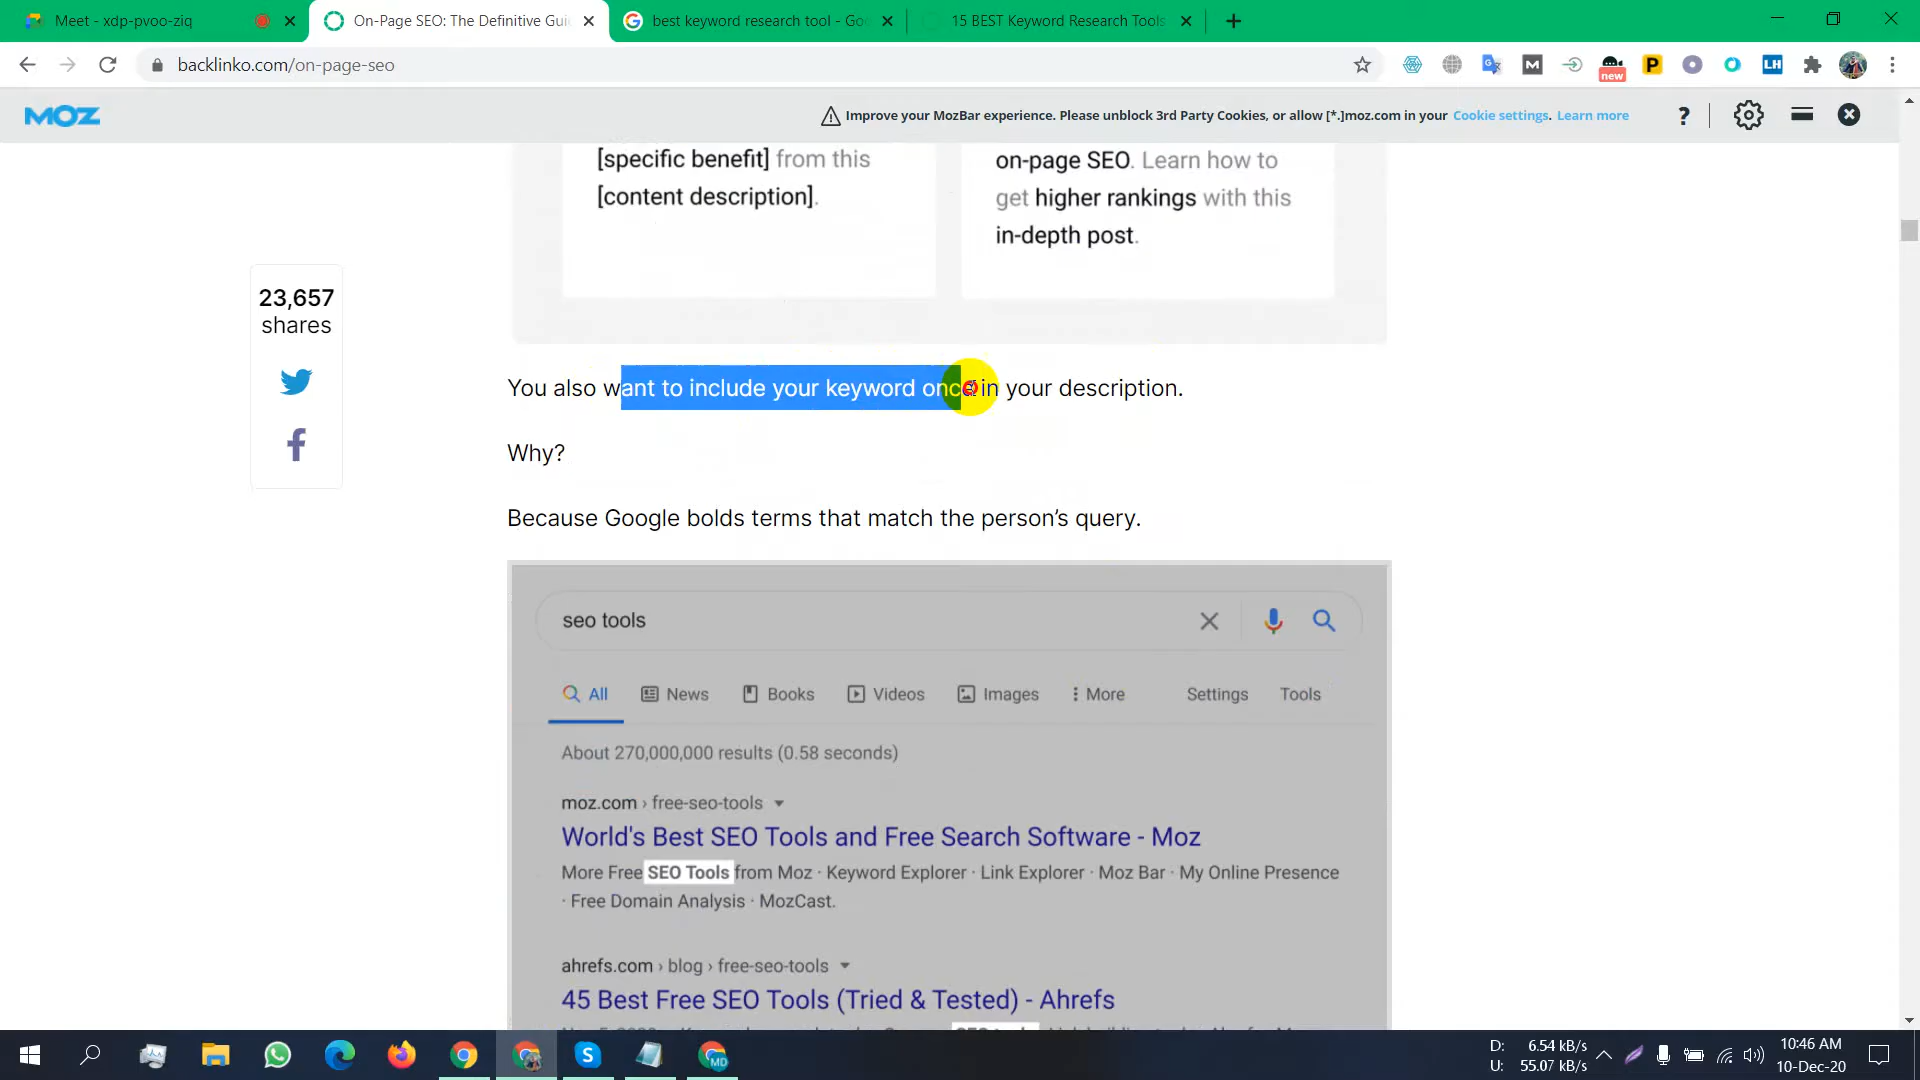 Meet - xdp-pvoo-ziq
On-Page SEO: The Definitive Gui
best keyword research tool - Goo
15 BEST Keyword Research Tools
backlinko.com/on-page-seo
new
MOZ
Improve your MozBar experience. Please unblock 3rd Party Cookies, or allow [*.]moz.com in your Cookie settings. Learn more
?
[specific benefit] from this
[content description].
on-page SEO. Learn how to
get higher rankings with this
in-depth post.
23,657
shares
You also want to include your keyword once in your description.
Why?
Because Google bolds terms that match the person’s query.
seo tools
All
News
Books
Videos
Images
More
Settings
Tools
About 270,000,000 results (0.58 seconds)
moz.com › free-seo-tools
World's Best SEO Tools and Free Search Software - Moz
More Free SEO Tools from Moz · Keyword Explorer · Link Explorer · Moz Bar · My Online Presence
· Free Domain Analysis · MozCast.
ahrefs.com › blog › free-seo-tools
45 Best Free SEO Tools (Tried & Tested) - Ahrefs
D: 6.54 kB/s
U: 55.07 kB/s
10:46 AM
10-Dec-20